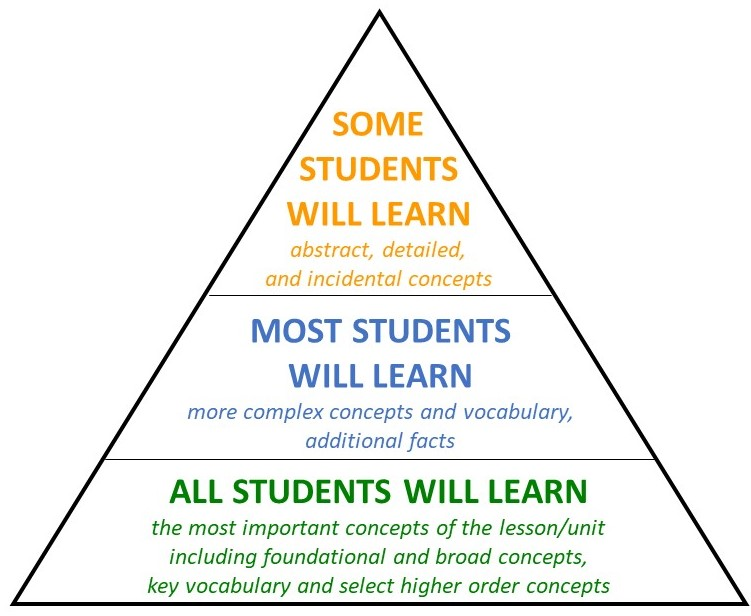 SOME
STUDENTS
WILL LEARN
abstract, detailed,
and incidental concepts
MOST STUDENTS
WILL LEARN
more complex concepts and vocabulary,
additional facts
ALL STUDENTS WILL LEARN
the most important concepts of the lesson/unit
including foundational and broad concepts,
key vocabulary and select higher order concepts